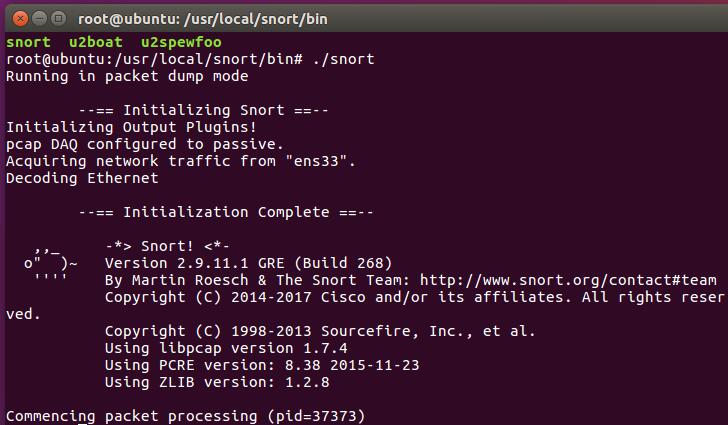 root@ubuntu: /usr/local/snort/bin
snort  u2boat  u2spewfoo
root@ubuntu:/usr/local/snort/bin# ./snort
Running in packet dump mode

        --== Initializing Snort ==--
Initializing Output Plugins!
pcap DAQ configured to passive.
Acquiring network traffic from "ens33".
Decoding Ethernet

        --== Initialization Complete ==--

   ,,_     -*> Snort! <*-
  o"  )~   Version 2.9.11.1 GRE (Build 268)
   ''''    By Martin Roesch & The Snort Team: http://www.snort.org/contact#team
           Copyright (C) 2014-2017 Cisco and/or its affiliates. All rights reser
ved.
           Copyright (C) 1998-2013 Sourcefire, Inc., et al.
           Using libpcap version 1.7.4
           Using PCRE version: 8.38 2015-11-23
           Using ZLIB version: 1.2.8

Commencing packet processing (pid=37373)